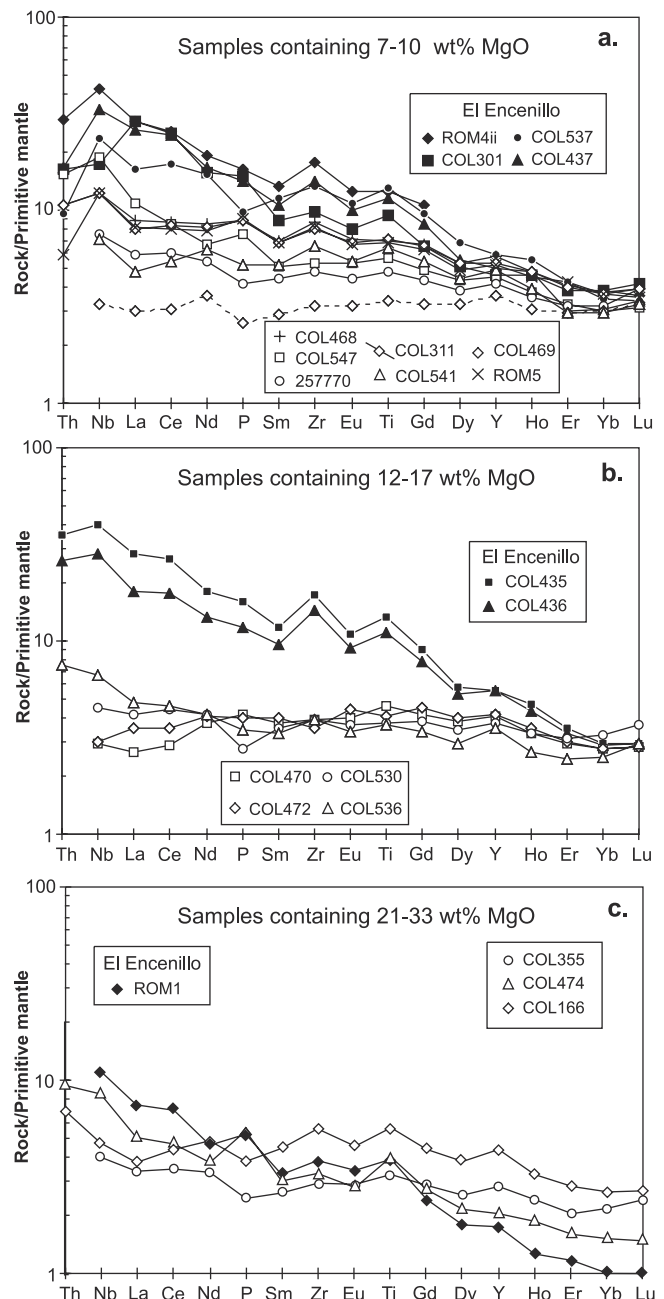 100
a.
Samples containing 7-10 wt% MgO
El Encenillo
ROM4ii COL537
COL301 COL437
10
Rock/Primitive mantle
COL468
COL547 COL311 COL469
257770 COL541 ROM5
1
Th Nb La Ce Nd P Sm Zr Eu Ti Gd Dy Y Ho Er Yb Lu
100
b.
Samples containing 12-17 wt% MgO
El Encenillo
COL435
COL436
10
Rock/Primitive mantle
COL470 COL530
COL472 COL536
1
Th Nb La Ce Nd P Sm Zr Eu Ti Gd Dy Y Ho Er Yb Lu
100
c.
Samples containing 21-33 wt% MgO
El Encenillo
ROM1
COL355
COL474
COL166
10
Rock/Primitive mantle
1
Th Nb La Ce Nd P Sm Zr Eu Ti Gd Dy Y Ho Er Yb Lu